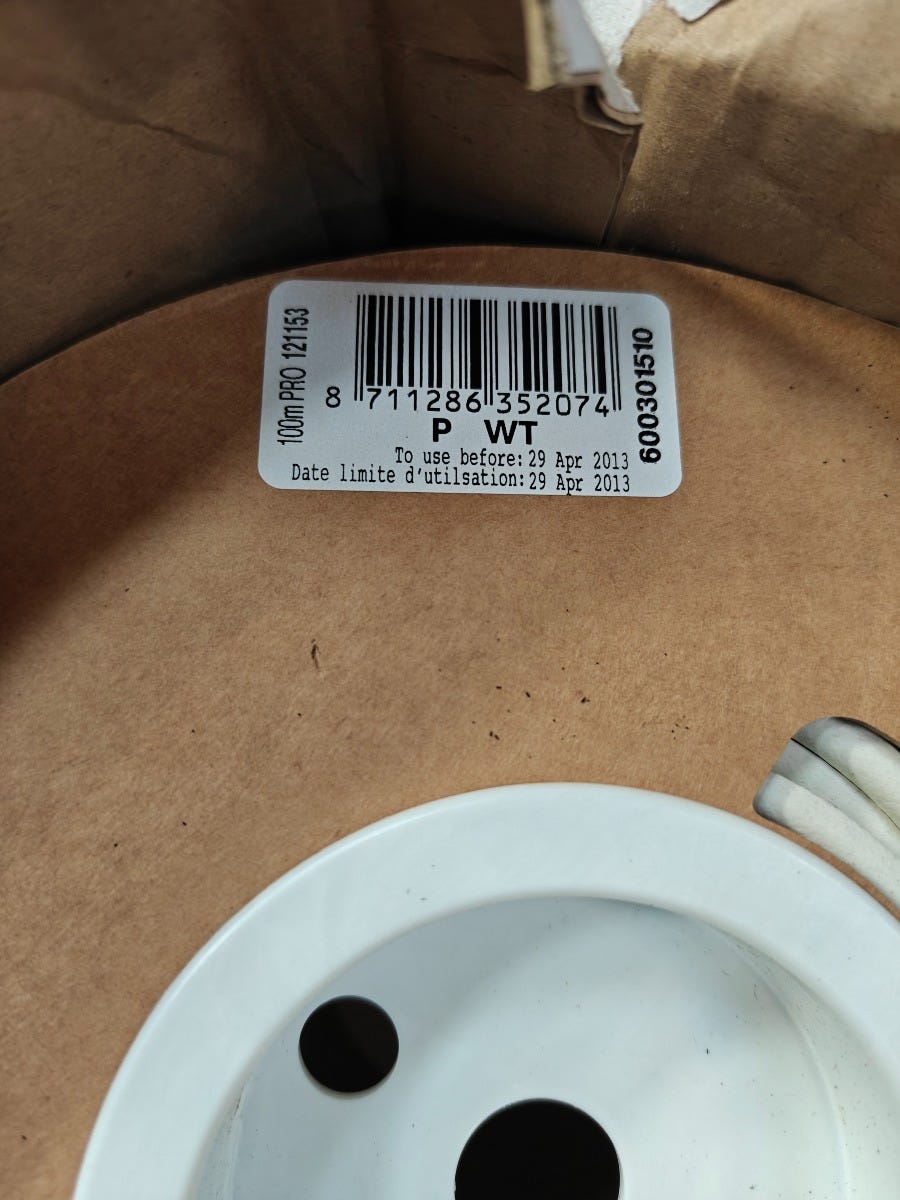 100m PRO 121153
8 711286 352074
P WT
To use before: 29 Apr 2013
Date limite d'utilsation: 29 Apr 2013
600301510